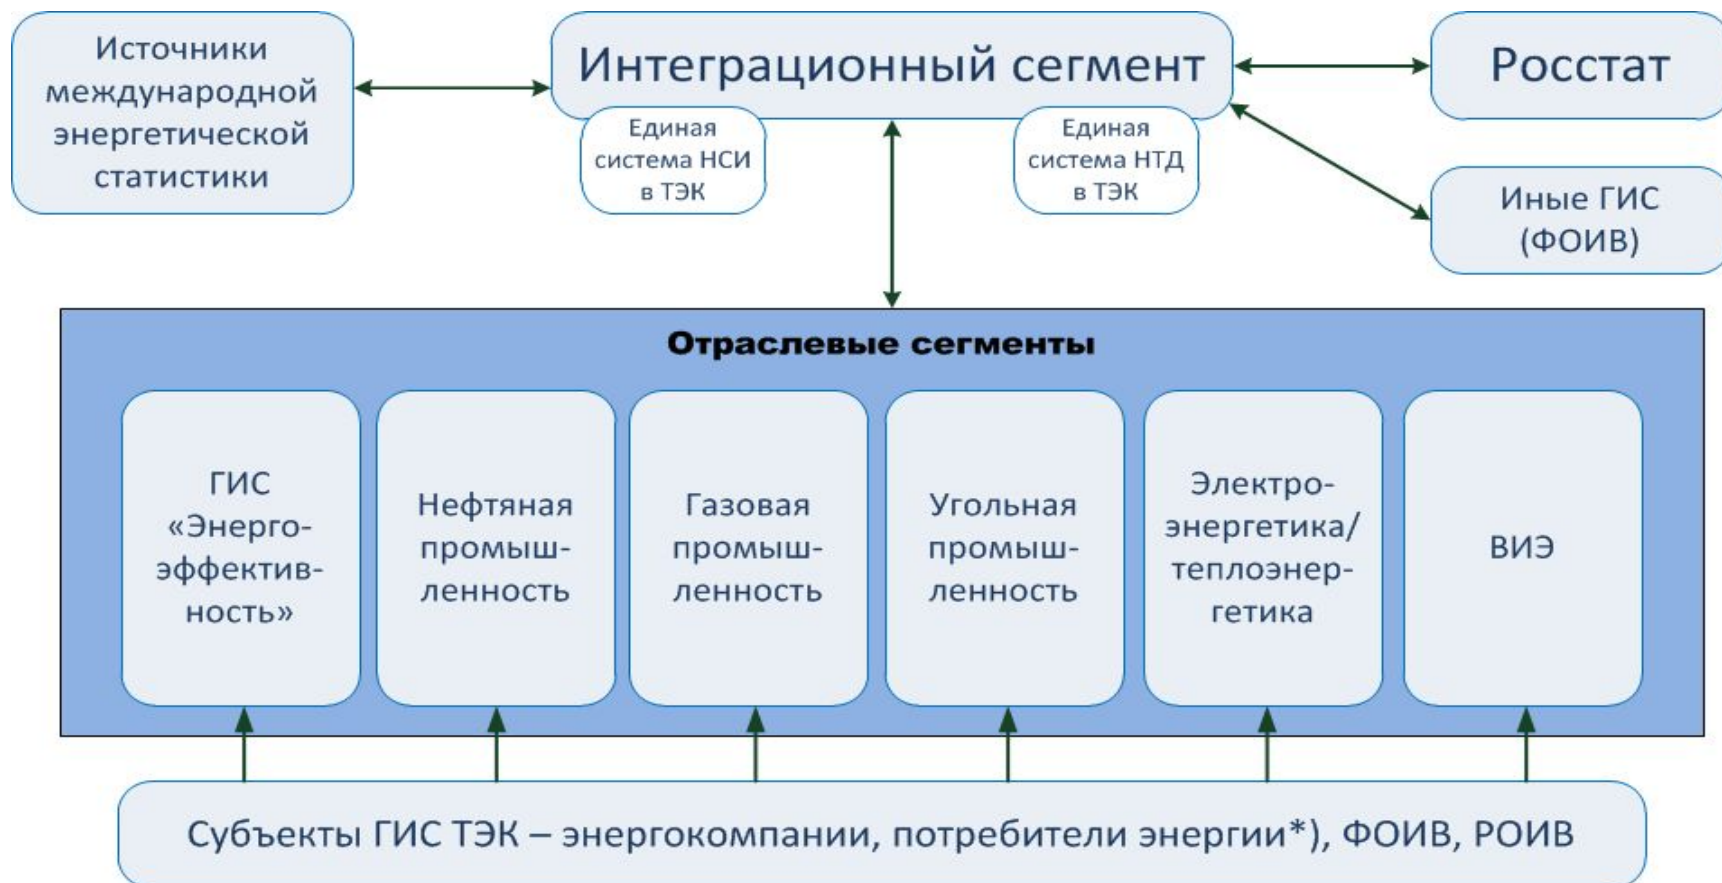 Источники
международной
энергетической
статистики
Интеграционный сегмент
Росстат
Единая
система НСИ
в ТЭК
Единая
система НТД
в ТЭК
Иные ГИС
(ФОИВ)
Отраслевые сегменты
ГИС
«Энерго-
эффектив-
ность»
Нефтяная
промыш-
ленность
Газовая
промыш-
ленность
Угольная
промыш-
ленность
Электро-
энергетика/
теплоэнер-
гетика
ВИЭ
Субъекты ГИС ТЭК – энергокомпании, потребители энергии*), ФОИВ, РОИВ